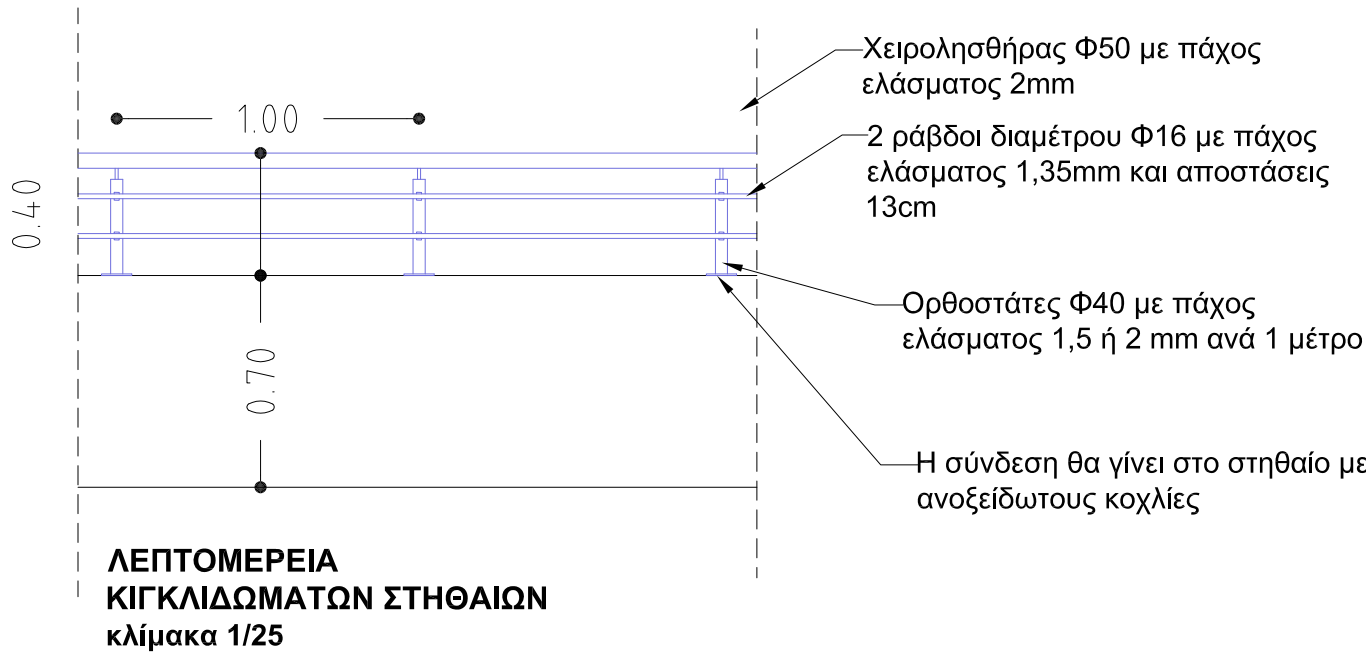 Χειρολησθήρας Φ50 με πάχος
ελάσματος 2mm
1.00
2 ράβδοι διαμέτρου Φ16 με πάχος
ελάσματος 1,35mm και αποστάσεις
13cm
0.40
Ορθοστάτες Φ40 με πάχος
ελάσματος 1,5 ή 2 mm ανά 1 μέτρο
0.70
Η σύνδεση θα γίνει στο στηθαίο με
ανοξείδωτους κοχλίες
ΛΕΠΤΟΜΕΡΕΙΑ
ΚΙΓΚΛΙΔΩΜΑΤΩΝ ΣΤΗΘΑΙΩΝ
κλίμακα 1/25